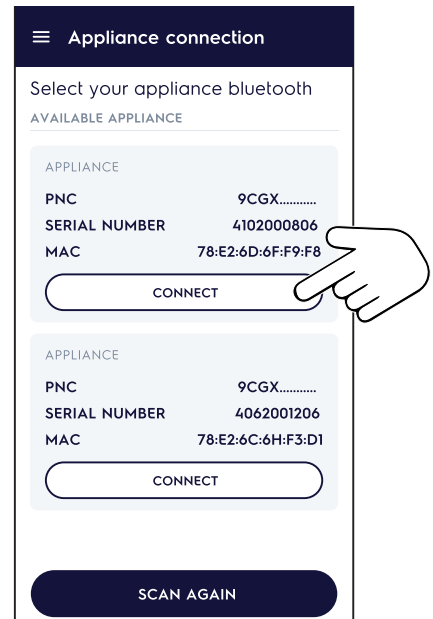 Appliance connection
Select your appliance bluetooth
AVAILABLE APPLIANCE
APPLIANCE
PNC 9CGX...........
SERIAL NUMBER 4102000806
MAC 78:E2:6D:6F:F9:F8
CONNECT
APPLIANCE
PNC 9CGX...........
SERIAL NUMBER 4062001206
MAC 78:E2:6C:6H:F3:D1
CONNECT
SCAN AGAIN